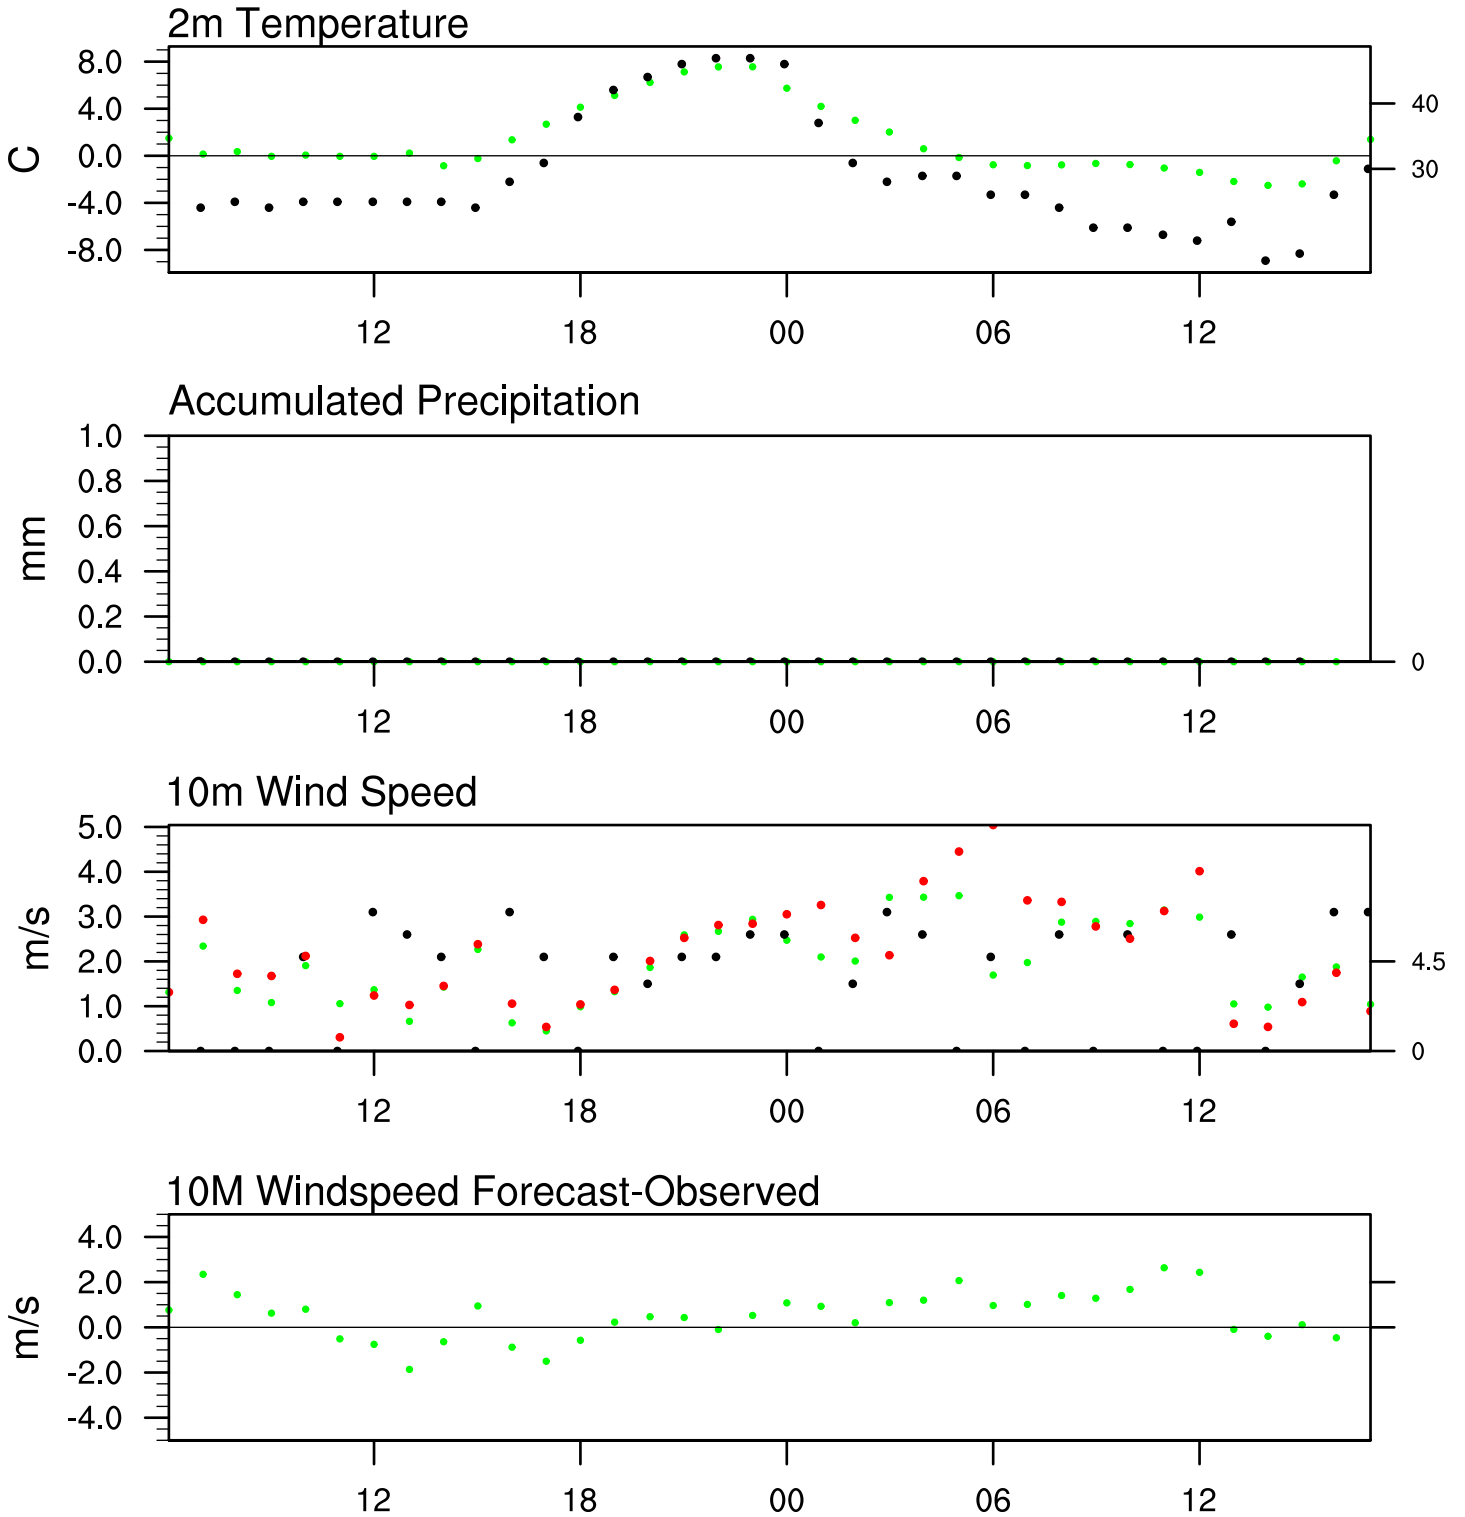 2m Temperature
8.0
4.0
40
C
0.0
30
-4.0
-8.0
12 18 00 06 12
Accumulated Precipitation
1.0
0.8
0.6
mm
0.4
0.2
0.0 0
12 18 00 06 12
10m Wind Speed
5.0
4.0
3.0
m/s
2.0 4.5
1.0
0.0 0
12 18 00 06 12
10M Windspeed Forecast-Observed
4.0
2.0
m/s
0.0
-2.0
-4.0
12 18 00 06 12